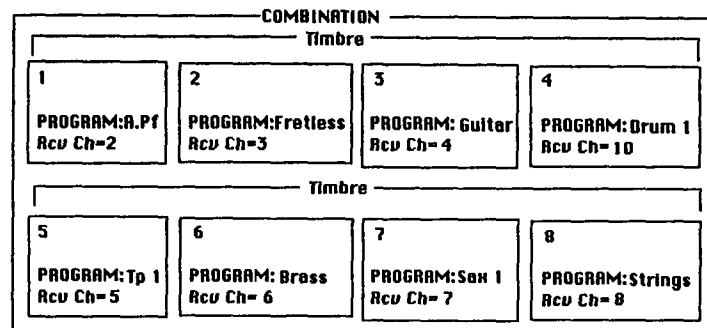 COMBINATION
Timbre
1
PROGRAM:A.Pf
Rcv Ch=2
2
PROGRAM:Fretless
Rcv Ch=3
3
PROGRAM: Guitar
Rcv Ch= 4
4
PROGRAM: Drum 1
Rcv Ch= 10
Timbre
5
PROGRAM:Tp 1
Rcv Ch= 5
6
PROGRAM: Brass
Rcv Ch= 6
7
PROGRAM:Sax 1
Rcv Ch= 7
8
PROGRAM:Strings
Rcv Ch= 8